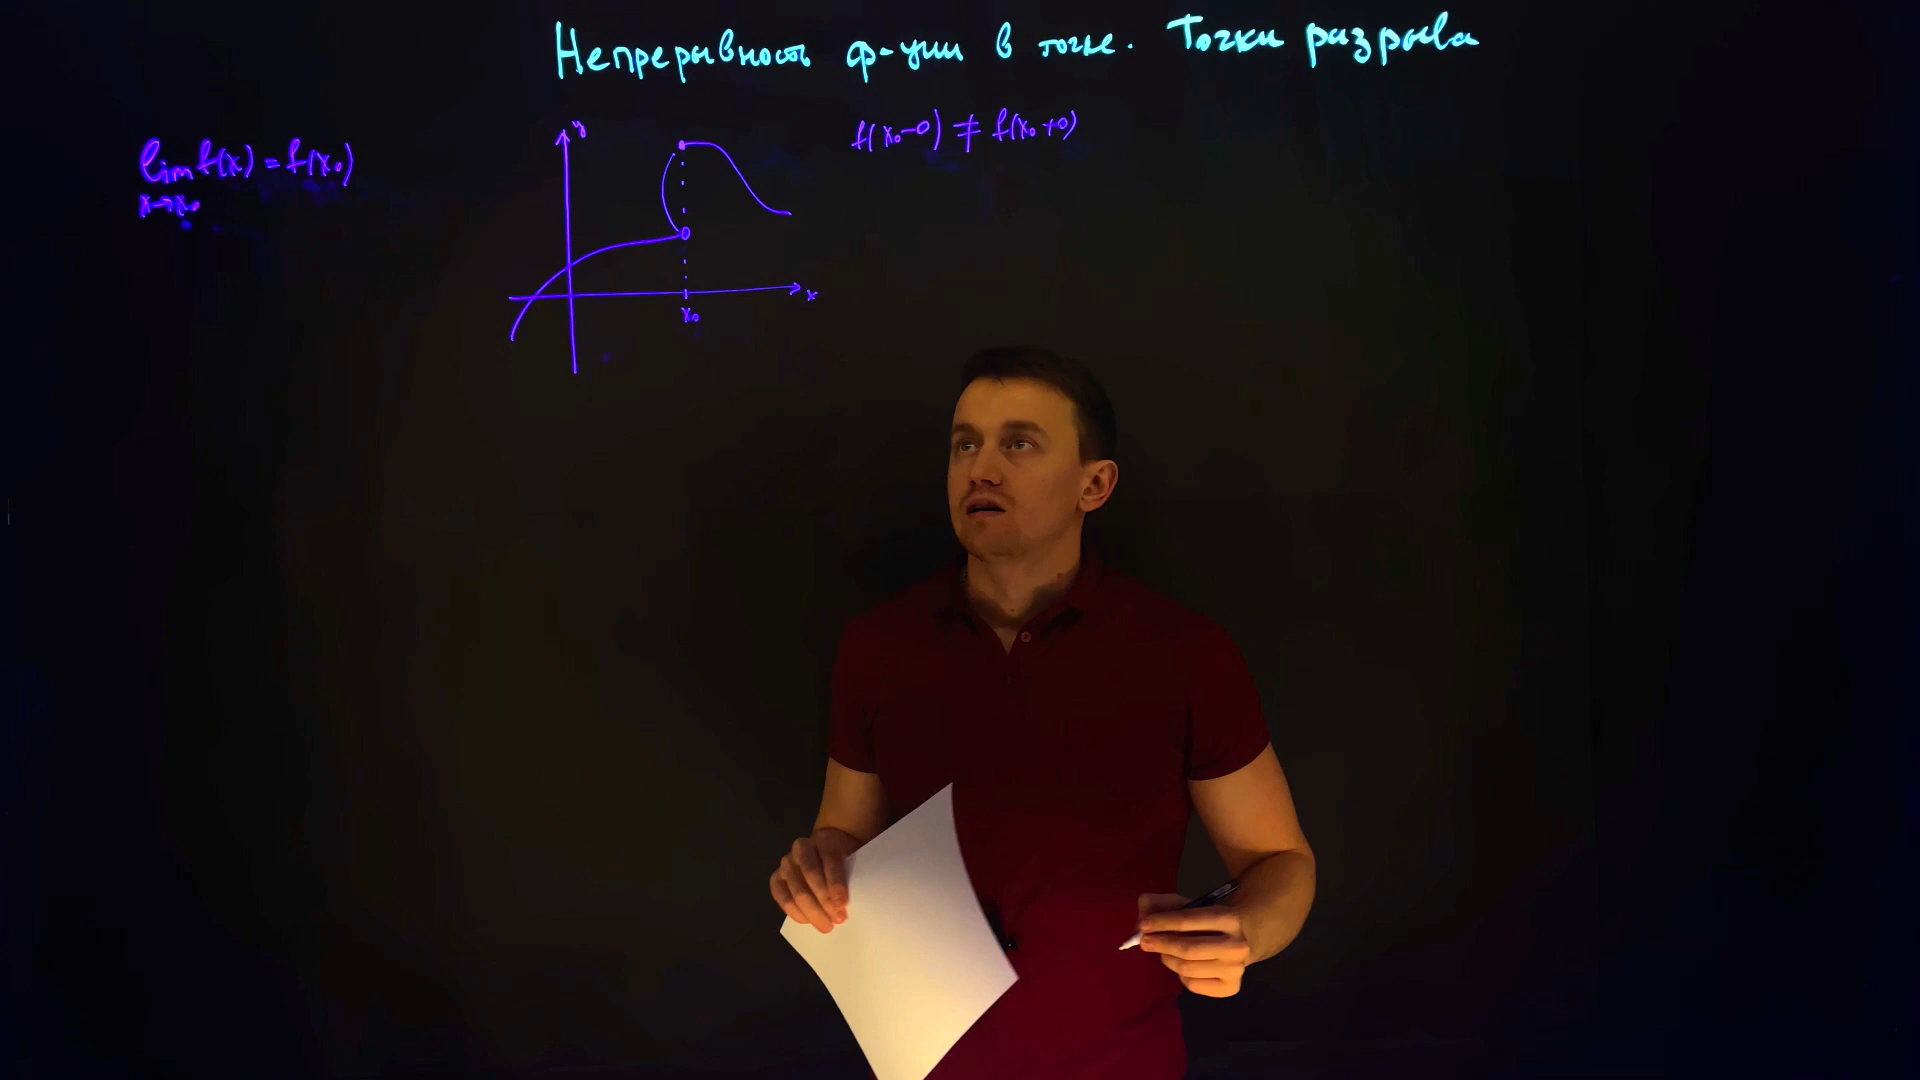 Непрерывность ф-ции в точке. Точки разрыва
lim f(x) = f(x₀)
x→x₀
y
f(x₀-0) ≠ f(x₀+0)
x
x₀